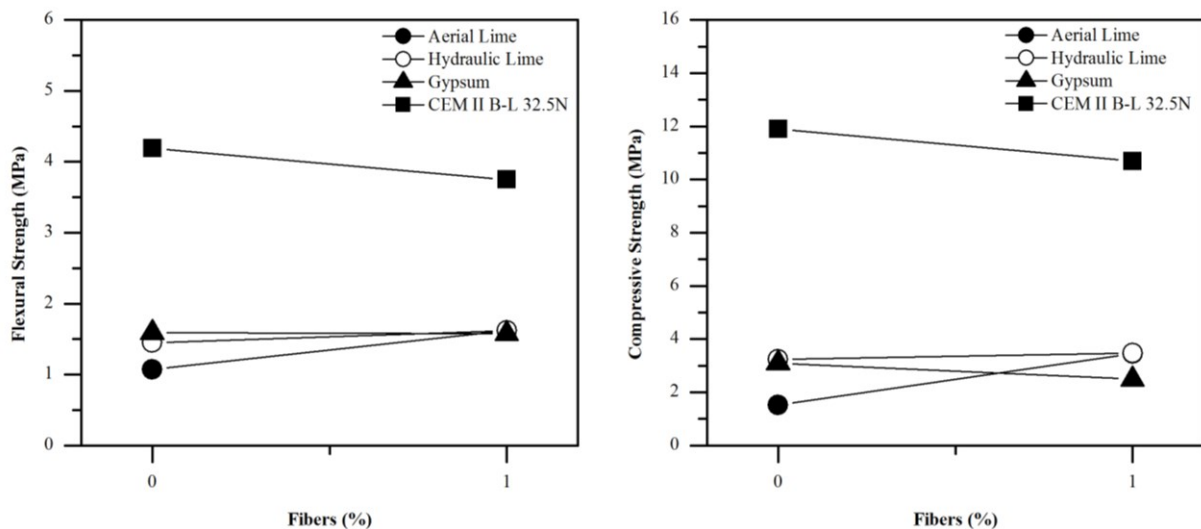 Flexural Strength (MPa)
6
5
4
3
2
1
0
Aerial Lime
Hydraulic Lime
Gypsum
CEM II B-L 32.5N
0
1
Fibers (%)
Compressive Strength (MPa)
16
14
12
10
8
6
4
2
0
Aerial Lime
Hydraulic Lime
Gypsum
CEM II B-L 32.5N
0
1
Fibers (%)